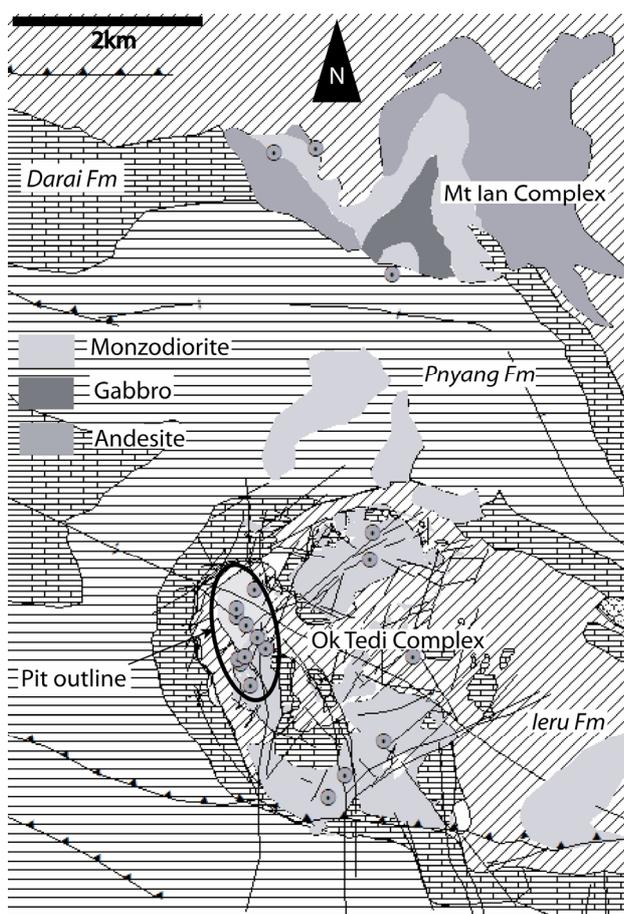 2km
N
Darai Fm
Mt Ian Complex
Monzodiorite
Pnyang Fm
Gabbro
Andesite
Ok Tedi Complex
Pit outline
Ieru Fm